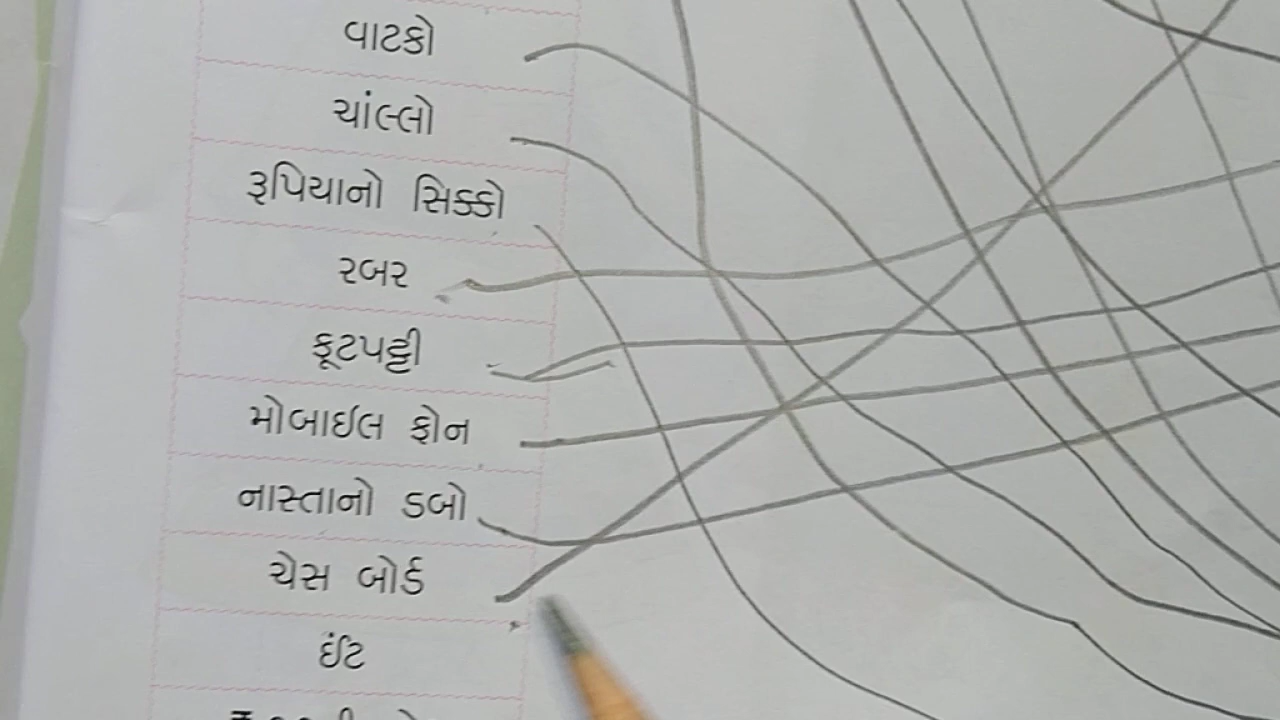 વાટકો
ચાંલ્લો
રૂપિયાનો સિક્કો
રબર
ફૂટપટ્ટી
મોબાઈલ ફોન
નાસ્તાનો ડબો
ચેસ બોર્ડ
ઈંટ